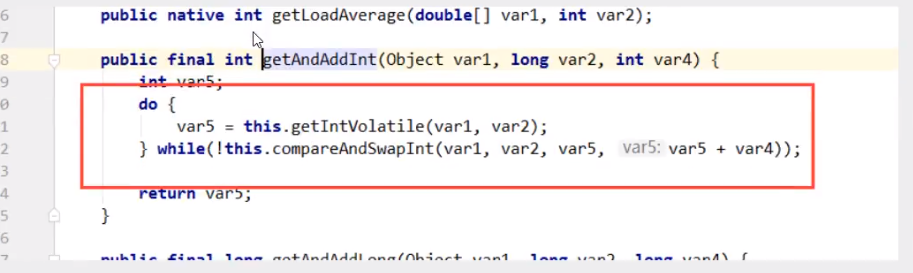 6 public native int getLoadAverage(double[] var1, int var2);
7
8 public final int getAndAddInt(Object var1, long var2, int var4) {
9 int var5;
0 do {
1 var5 = this.getIntVolatile(var1, var2);
2 } while(!this.compareAndSwapInt(var1, var2, var5, var5: var5 + var4));
3
4 return var5;
5 }
6
7 public final long getAndAddLong(Object var1, long var2, long var4) {